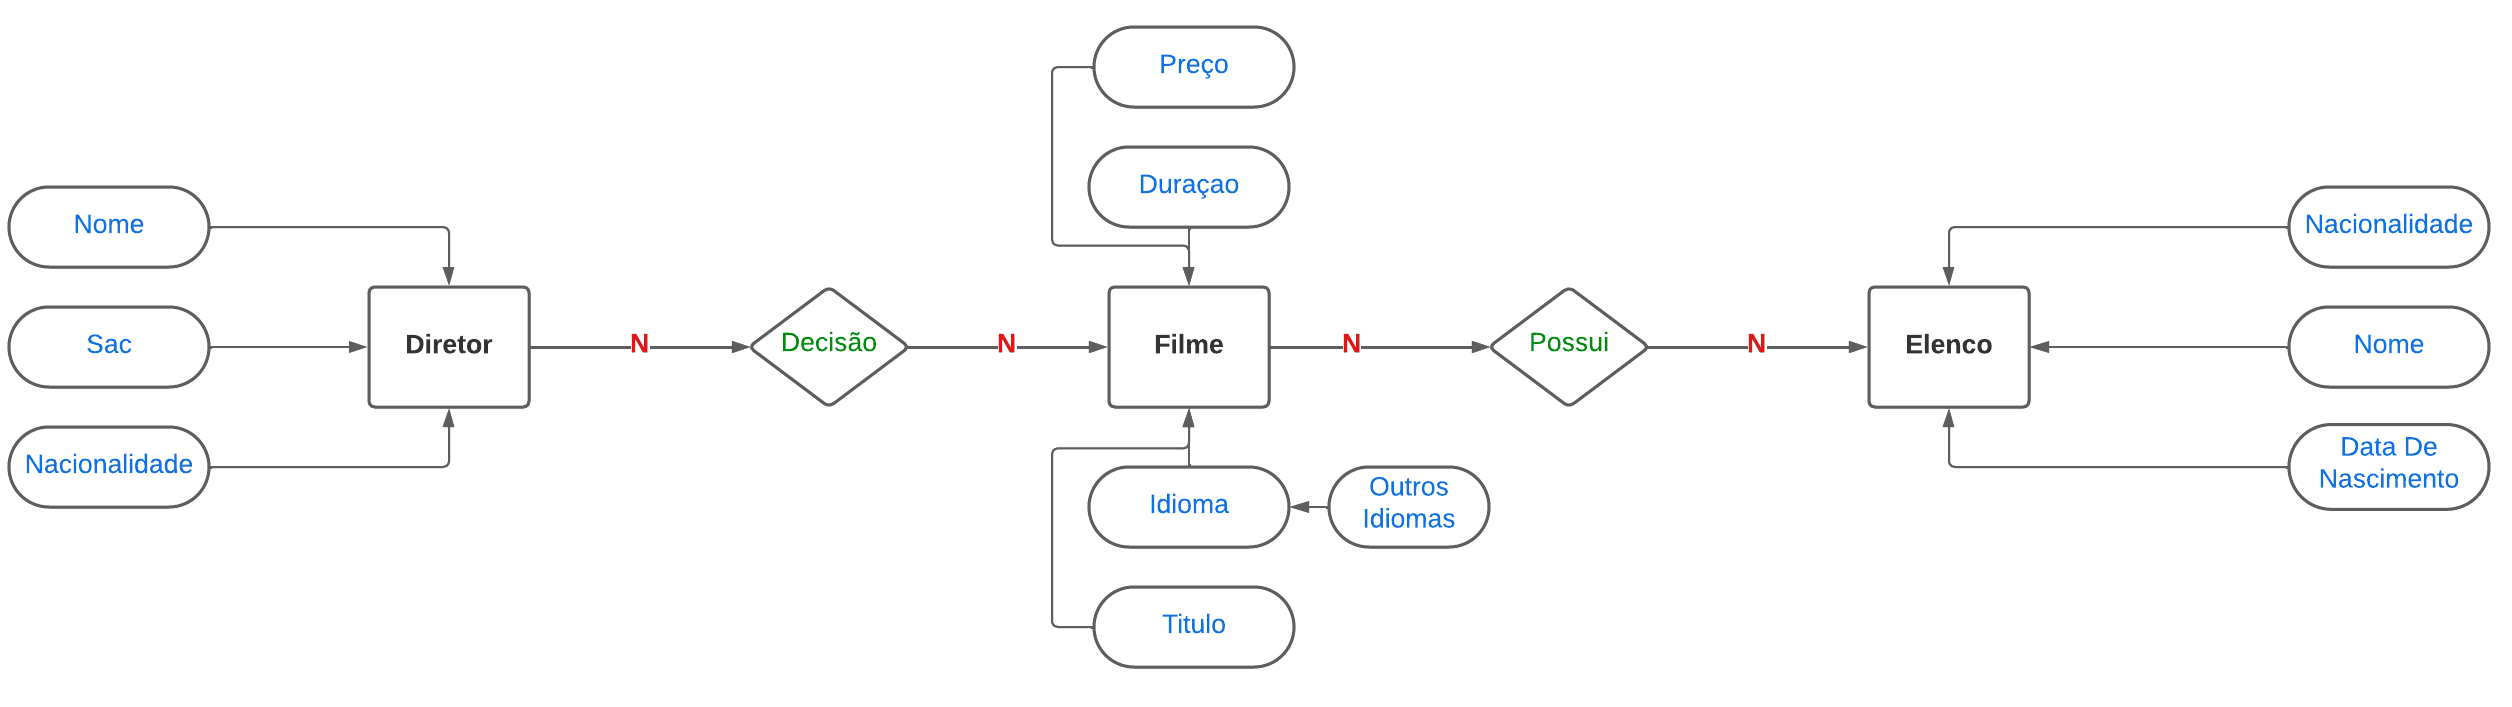 Preço
Duraçao
Nome
Nacionalidade
Sac
Diretor
N
Decisão
N
Filme
N
Possui
N
Elenco
Nome
Nacionalidade
Idioma
Outros
Idiomas
Data De
Nascimento
Titulo